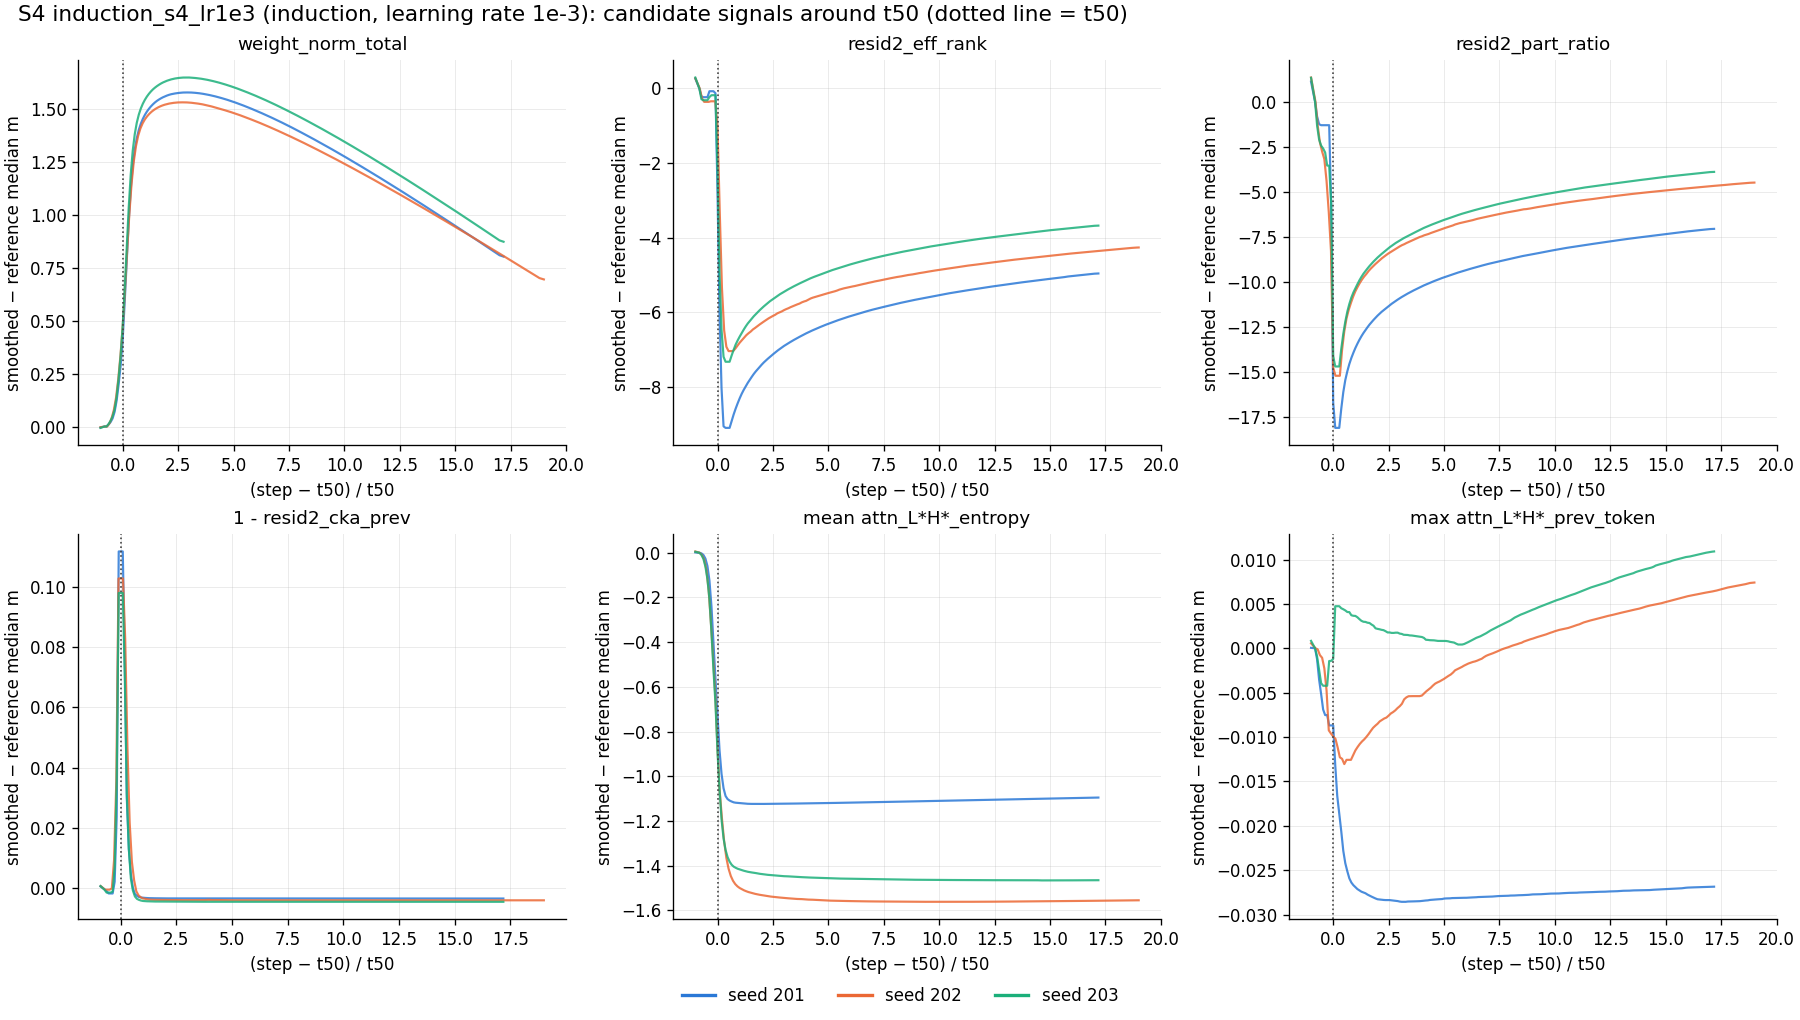 S4 induction_s4_lr1e3 (induction, learning rate 1e-3): candidate signals around t50 (dotted line = t50)
weight_norm_total
smoothed − reference median m
1.50
1.25
1.00
0.75
0.50
0.25
0.00
0.0 2.5 5.0 7.5 10.0 12.5 15.0 17.5 20.0
(step − t50) / t50
resid2_eff_rank
smoothed − reference median m
0
−2
−4
−6
−8
0.0 2.5 5.0 7.5 10.0 12.5 15.0 17.5 20.0
(step − t50) / t50
resid2_part_ratio
smoothed − reference median m
0.0
−2.5
−5.0
−7.5
−10.0
−12.5
−15.0
−17.5
0.0 2.5 5.0 7.5 10.0 12.5 15.0 17.5 20.0
(step − t50) / t50
1 - resid2_cka_prev
smoothed − reference median m
0.10
0.08
0.06
0.04
0.02
0.00
0.0 2.5 5.0 7.5 10.0 12.5 15.0 17.5
(step − t50) / t50
mean attn_L*H*_entropy
smoothed − reference median m
0.0
−0.2
−0.4
−0.6
−0.8
−1.0
−1.2
−1.4
−1.6
0.0 2.5 5.0 7.5 10.0 12.5 15.0 17.5 20.0
(step − t50) / t50
max attn_L*H*_prev_token
smoothed − reference median m
0.010
0.005
0.000
−0.005
−0.010
−0.015
−0.020
−0.025
−0.030
0.0 2.5 5.0 7.5 10.0 12.5 15.0 17.5 20.0
(step − t50) / t50
seed 201 seed 202 seed 203